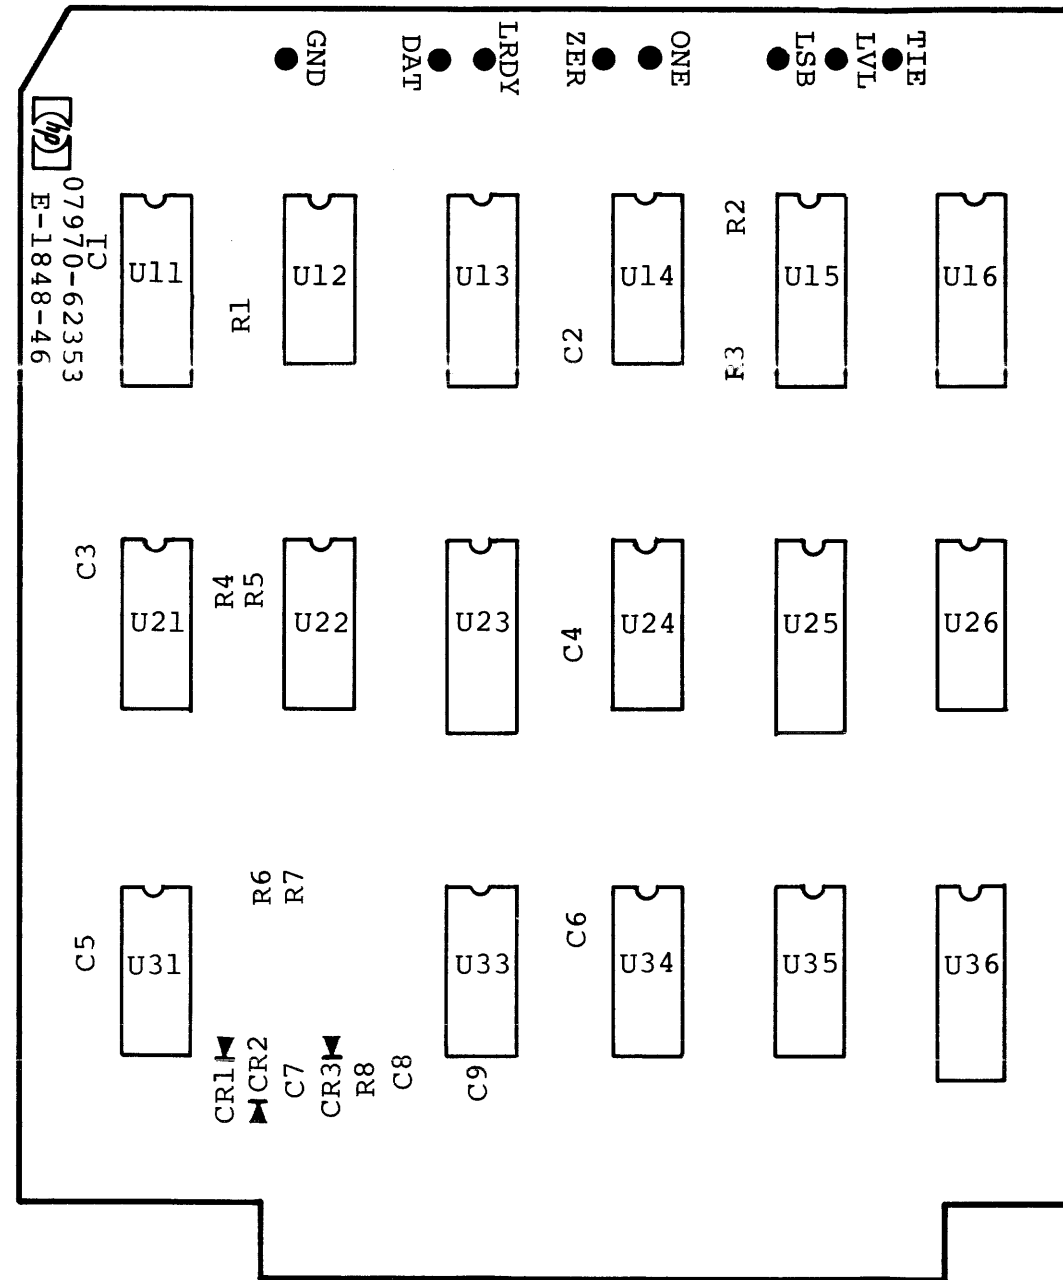 GND
DAT
LRDY
ZER
ONE
LSB
LVL
TIE
hp
07970-62353
E-1848-46
C1
U11
R1
U12
U13
C2
U14
R2
R3
U15
U16
C3
U21
R4
R5
U22
U23
C4
U24
U25
U26
C5
U31
R6
R7
U33
C6
U34
U35
U36
CR1
CR2
C7
CR3
R8
C8
C9